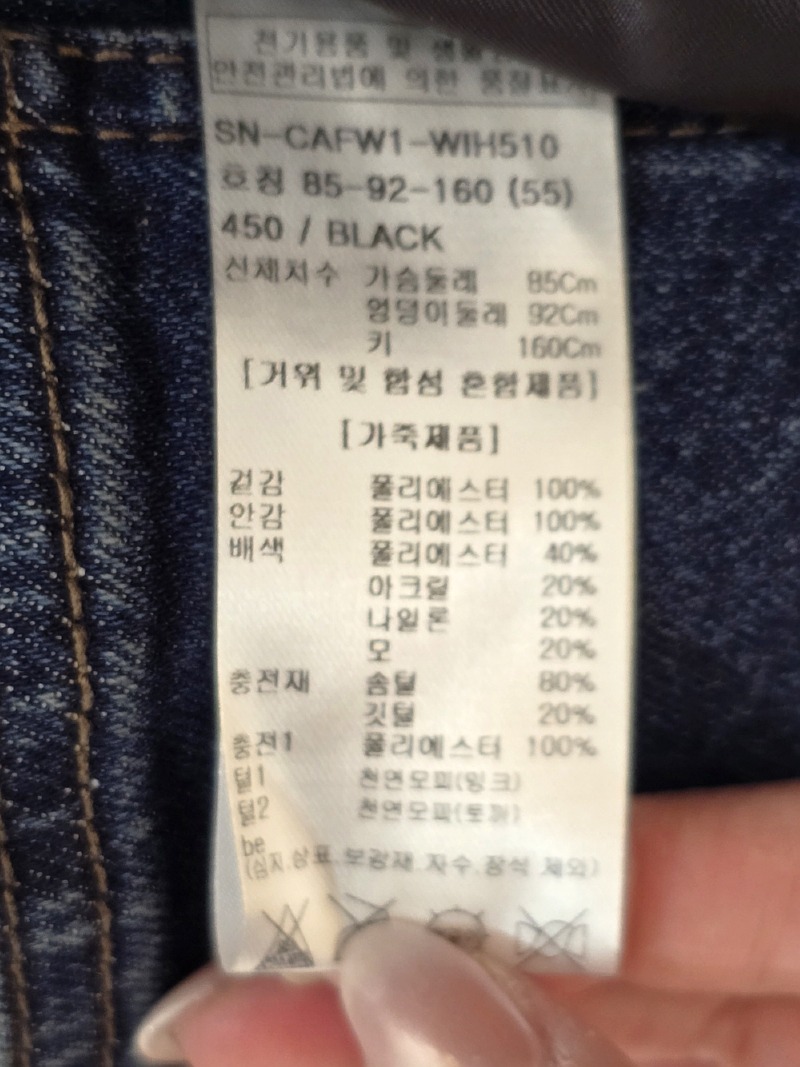 전기용품 및 생활
안전관리법에 의한 품질표시
SN-CAFW1-WIH510
호칭 85-92-160 (55)
450 / BLACK
신체치수 가슴둘레 85Cm
엉덩이둘레 92Cm
키 160Cm
[거위 및 합성 혼합제품]
[가죽제품]
겉감 폴리에스터 100%
안감 폴리에스터 100%
배색 폴리에스터 40%
아크릴 20%
나일론 20%
모 20%
충전재 솜털 80%
깃털 20%
충전1 폴리에스터 100%
털1 천연모피(밍크)
털2 천연모피(토끼)
be
(심지.상표.보강재.자수.장식 제외)